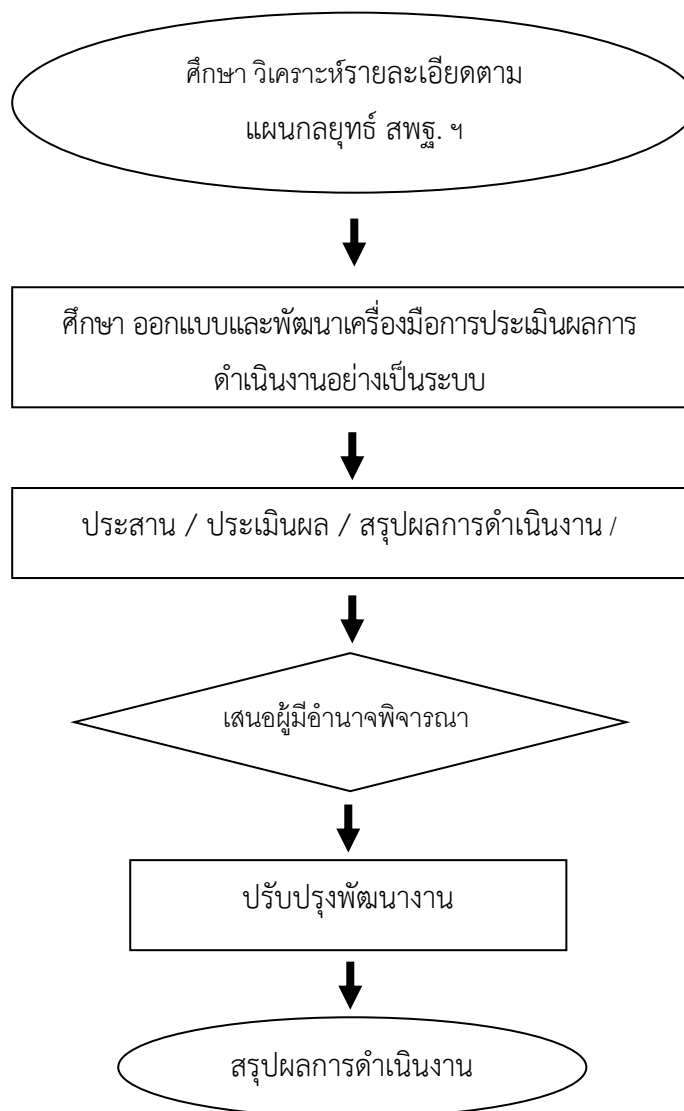 ศึกษา วิเคราะห์รายละเอียดตาม
แผนกลยุทธ์ สพฐ. ฯ
ศึกษา ออกแบบและพัฒนาเครื่องมือการประเมินผลการ
ดำเนินงานอย่างเป็นระบบ
ประสาน / ประเมินผล / สรุปผลการดำเนินงาน /
เสนอผู้มีอำนาจพิจารณา
ปรับปรุงพัฒนางาน
สรุปผลการดำเนินงาน